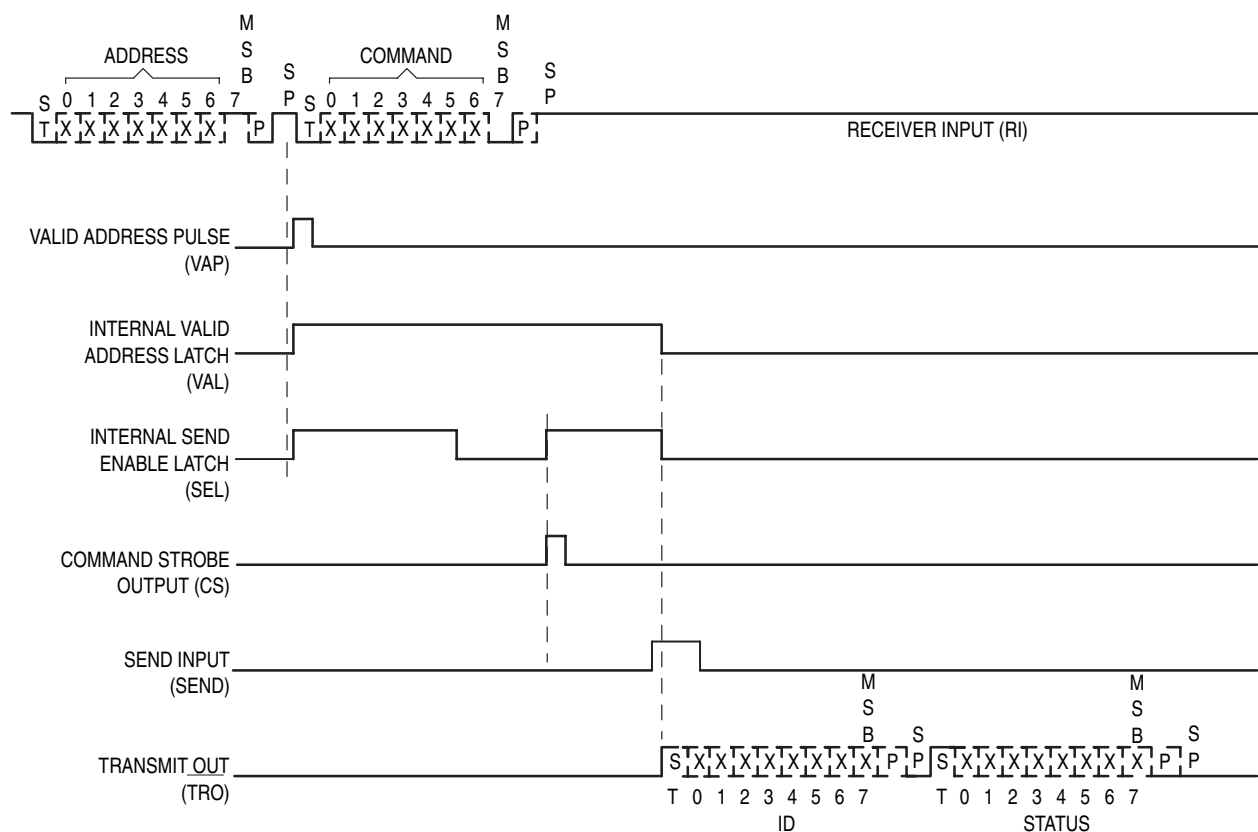 M
S
B
ADDRESS
S
P
S
T
0 1 2 3 4 5 6 7
X X X X X X X P
M
S
B
COMMAND
S
P
S
T
0 1 2 3 4 5 6 7
X X X X X X X P
RECEIVER INPUT (RI)
VALID ADDRESS PULSE
(VAP)
INTERNAL VALID
ADDRESS LATCH
(VAL)
INTERNAL SEND
ENABLE LATCH
(SEL)
COMMAND STROBE
OUTPUT (CS)
SEND INPUT
(SEND)
M
S
B
S
P
M
S
B
S
P
TRANSMIT OUT
(TRO)
S X X X X X X X X P
S X X X X X X X X P
T 0 1 2 3 4 5 6 7
T 0 1 2 3 4 5 6 7
ID
STATUS